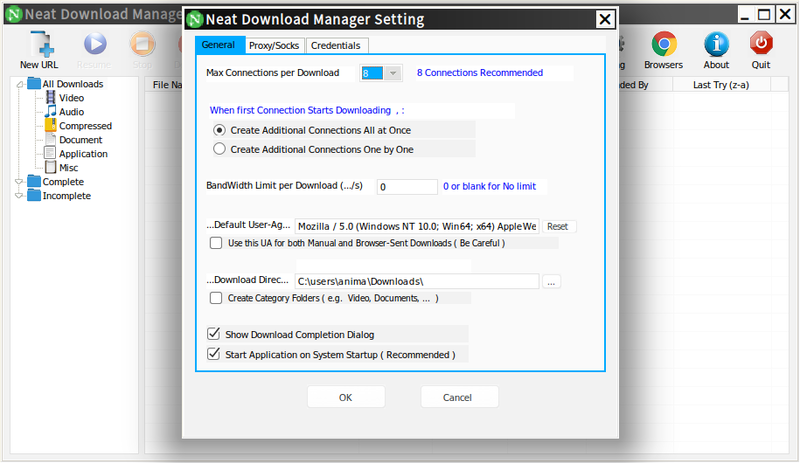 Neat Download Manager
Neat Download Manager Setting
New URL
Resume
Stop
Browsers
About
Quit
General
Proxy/Socks
Credentials
All Downloads
Video
Audio
Compressed
Document
Application
Misc
Complete
Incomplete
File Na
ded By
Last Try (z-a)
Max Connections per Download
8
8 Connections Recommended
When first Connection Starts Downloading , :
Create Additional Connections All at Once
Create Additional Connections One by One
BandWidth Limit per Download (.../s)
0
0 or blank for No limit
...Default User-Ag...
Mozilla / 5.0 (Windows NT 10.0; Win64; x64) AppleWe
Reset
Use this UA for both Manual and Browser-Sent Downloads ( Be Careful )
...Download Direc...
C:\users\anima\Downloads\
...
Create Category Folders ( e.g. Video, Documents, ... )
Show Download Completion Dialog
Start Application on System Startup ( Recommended )
OK
Cancel